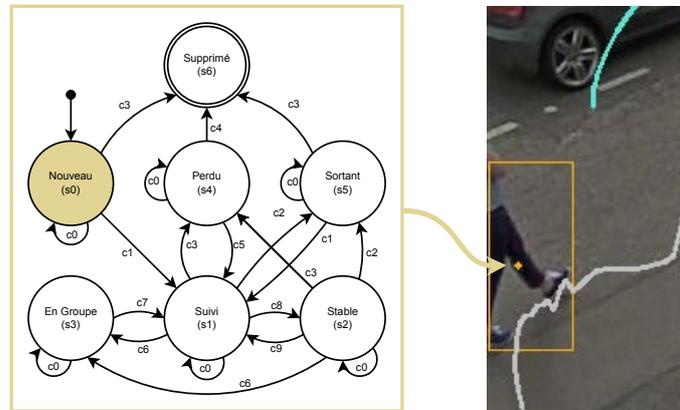 Supprimé
(s6)
c3
c3
c4
Nouveau
(s0)
c0
Perdu
(s4)
c0
Sortant
(s5)
c0
c1
c3
c5
c2
c1
c3
c2
En Groupe
(s3)
c0
c7
c6
Suivi
(s1)
c0
c8
c9
Stable
(s2)
c0
c6